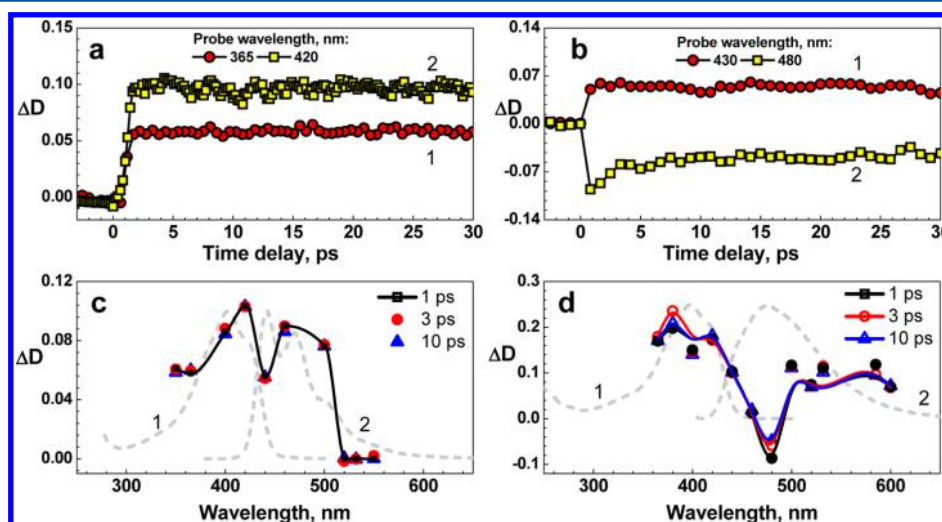 a
Probe wavelength, nm:
365 420
0.15
0.10
0.05
0.00
ΔD
2
1
0 5 10 15 20 25 30
Time delay, ps
b
Probe wavelength, nm:
430 480
0.14
0.07
0.00
-0.07
-0.14
ΔD
1
2
0 5 10 15 20 25 30
Time delay, ps
c
1 ps
3 ps
10 ps
0.12
0.08
0.04
0.00
ΔD
1
2
300 400 500 600
Wavelength, nm
d
1 ps
3 ps
10 ps
0.3
0.2
0.1
0.0
-0.1
ΔD
1
2
300 400 500 600
Wavelength, nm